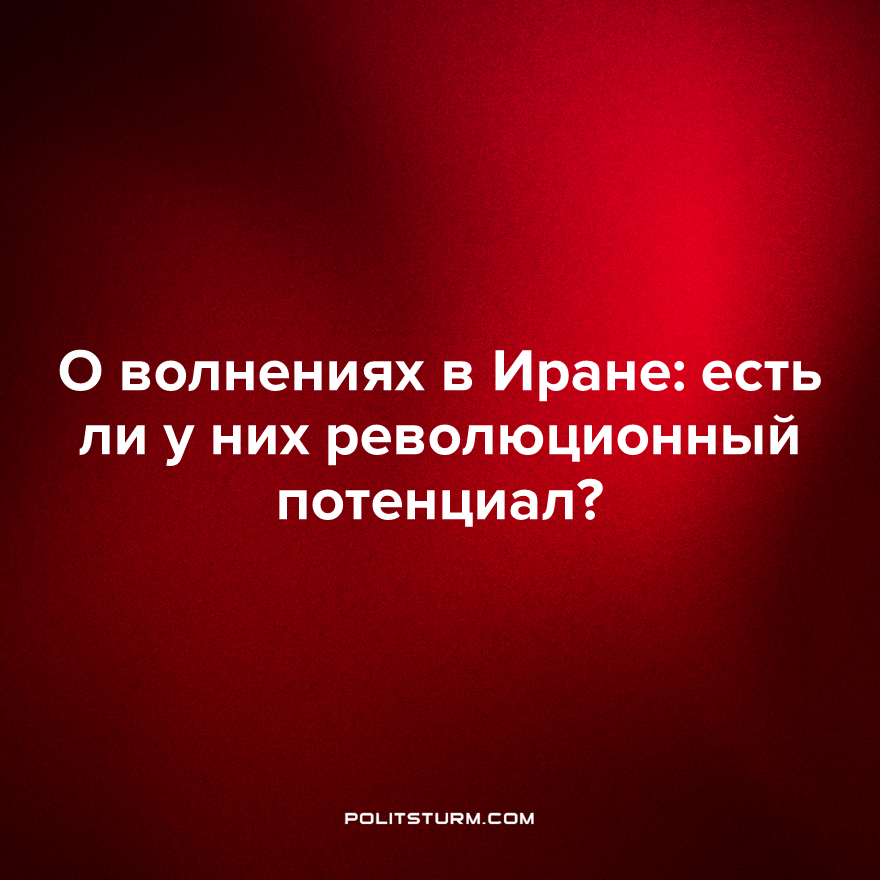 О волнениях в Иране: есть
ли у них революционный
потенциал?
POLITSTURM.COM